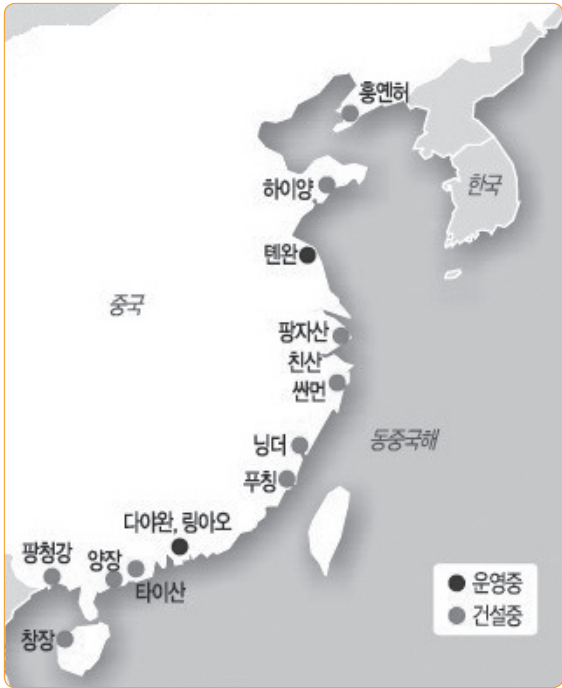 훙옌허
하이양
한국
톈완
중국
팡자산
친산
싼먼
닝더
동중국해
푸칭
다야완, 링아오
팡청강
양장
타이산
창장
운영중
건설중